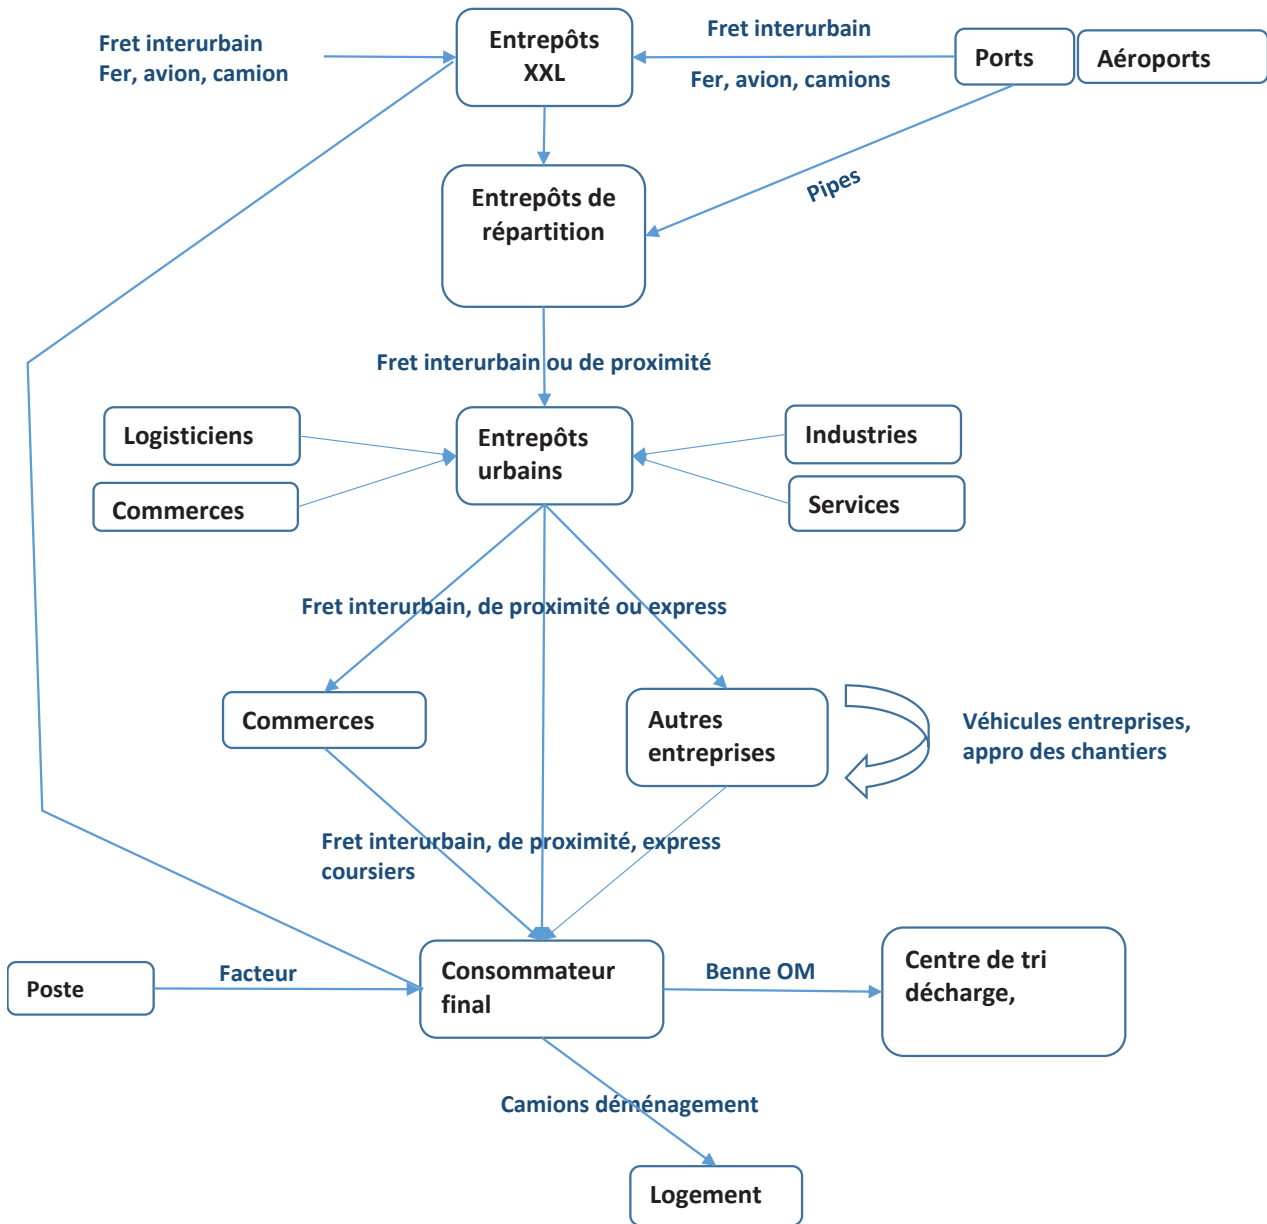 Fret interurbain
Fer, avion, camion
Entrepôts
XXL
Fret interurbain
Fer, avion, camions
Ports
Aéroports
Entrepôts de
répartition
Pipes
Fret interurbain ou de proximité
Logisticiens
Commerces
Entrepôts
urbains
Industries
Services
Fret interurbain, de proximité ou express
Commerces
Autres
entreprises
Véhicules entreprises,
appro des chantiers
Fret interurbain, de proximité, express
coursiers
Poste
Facteur
Consommateur
final
Benne OM
Centre de tri
décharge,
Camions déménagement
Logement